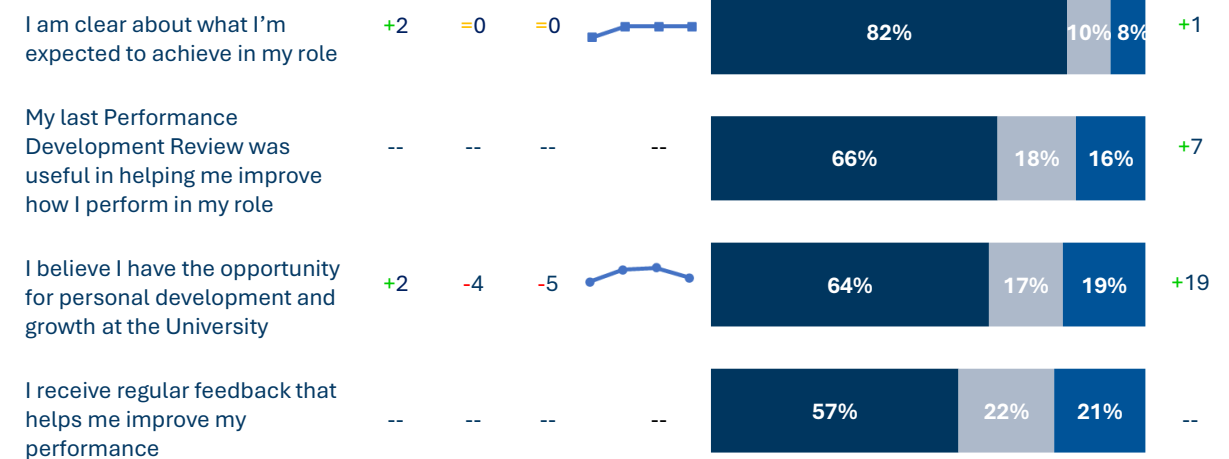 I am clear about what I’m
expected to achieve in my role
+2 =0 =0 82% 10% 8% +1
My last Performance
Development Review was
useful in helping me improve
how I perform in my role
-- -- -- -- 66% 18% 16% +7
I believe I have the opportunity
for personal development and
growth at the University
+2 -4 -5 64% 17% 19% +19
I receive regular feedback that
helps me improve my
performance
-- -- -- -- 57% 22% 21% --